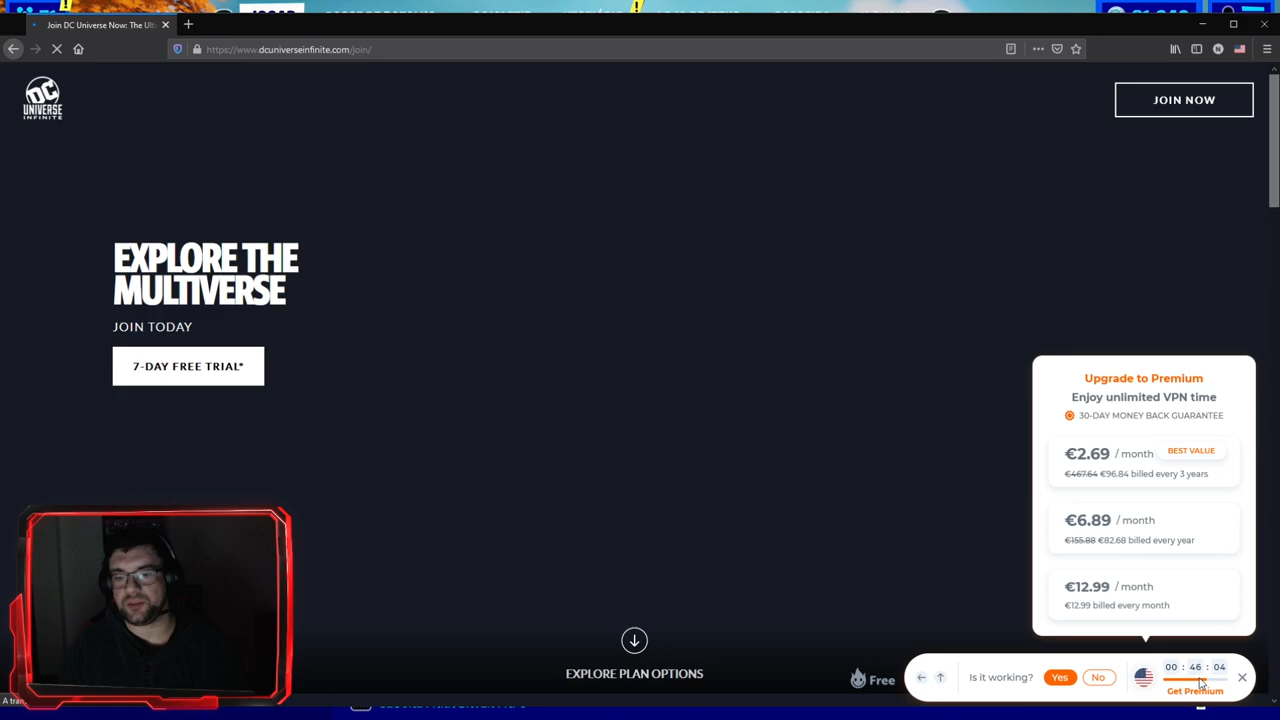 Join DC Universe Now: The Ult
https://www.dcuniverseinfinite.com/join/
DC
UNIVERSE
INFINITE
JOIN NOW
EXPLORE THE
MULTIVERSE
JOIN TODAY
7-DAY FREE TRIAL*
Upgrade to Premium
Enjoy unlimited VPN time
30-DAY MONEY BACK GUARANTEE
€2.69 / month BEST VALUE
€467.64 €96.84 billed every 3 years
€6.89 / month
€155.88 €82.68 billed every year
€12.99 / month
€12.99 billed every month
EXPLORE PLAN OPTIONS
Free
Is it working? Yes No
00 : 46 : 04
Get Premium